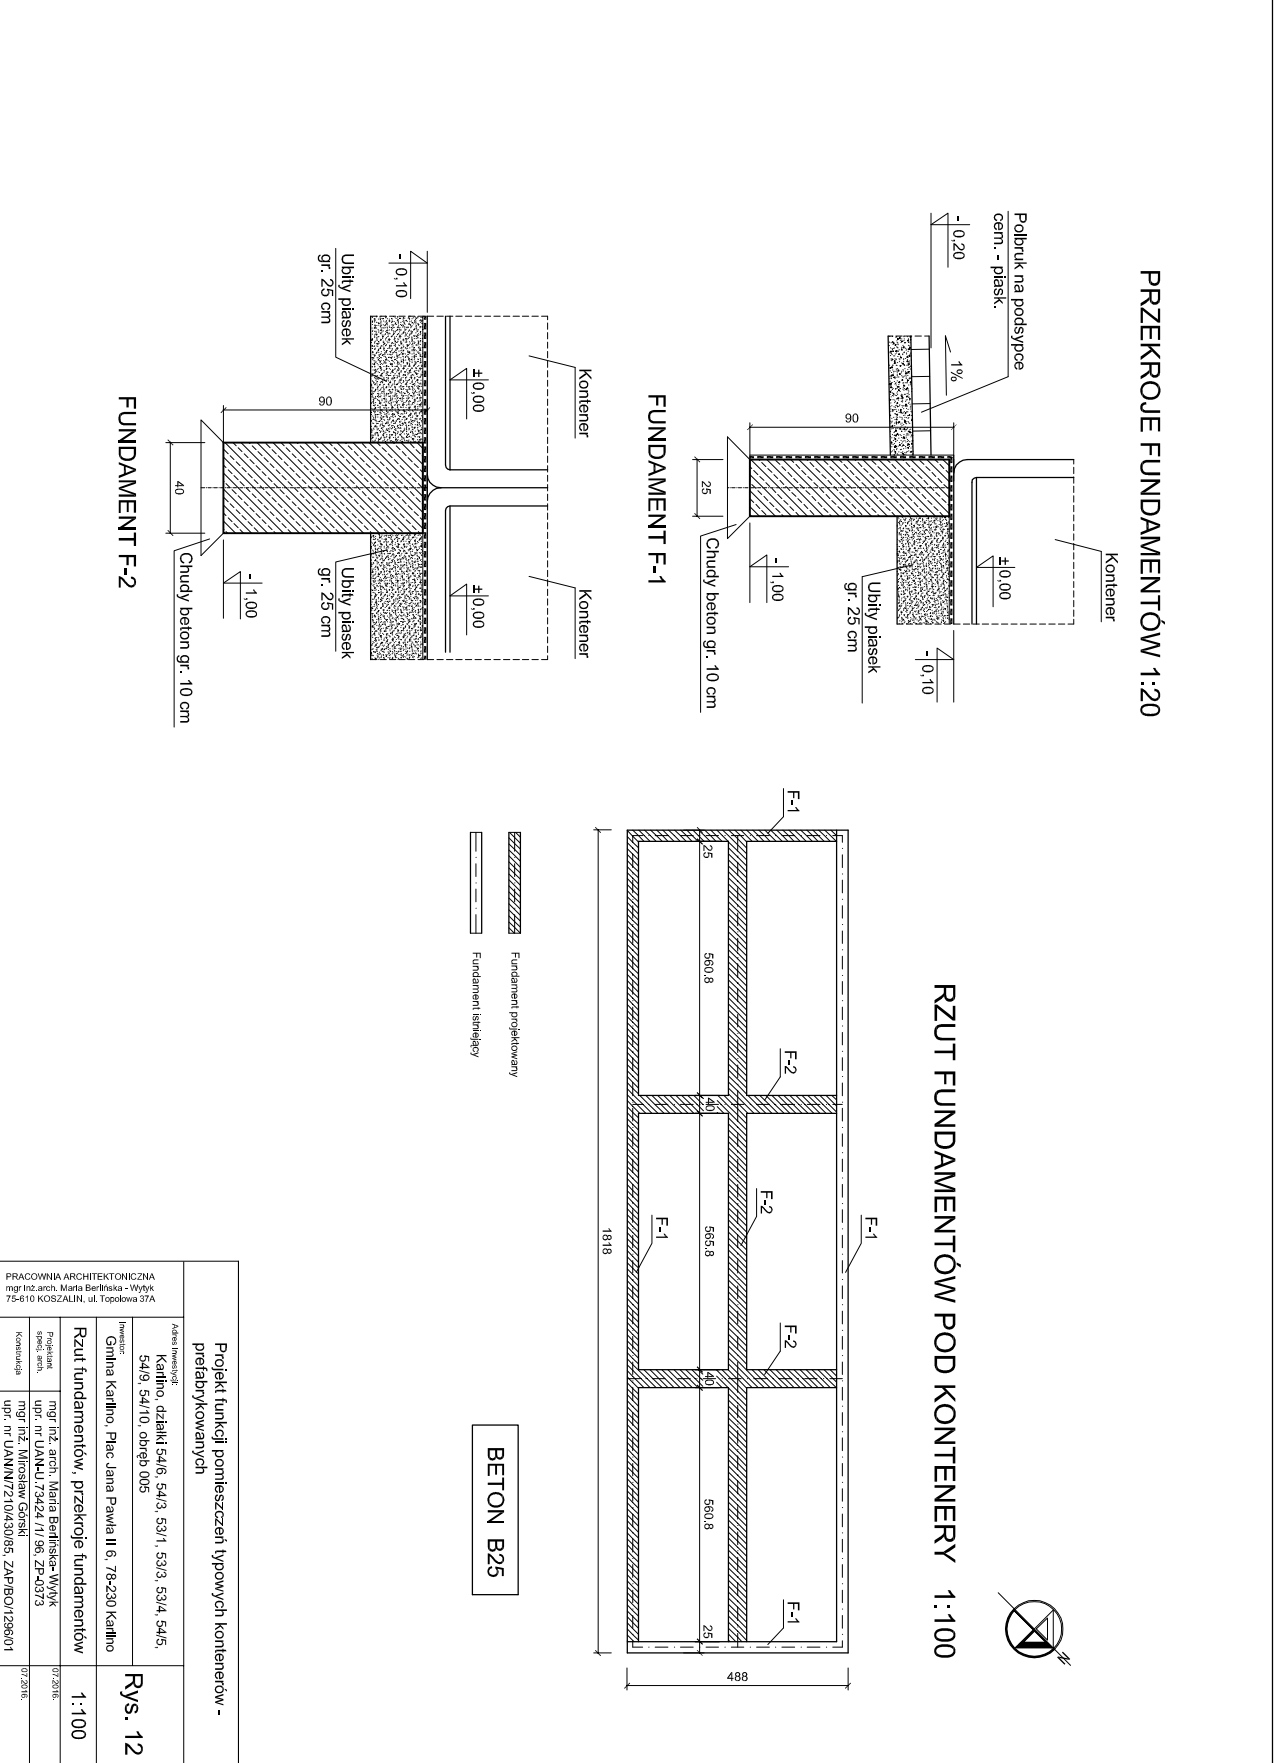 PRZEKROJE FUNDAMENTÓW 1:20
Polbruk na podsypce
cem. - piask.
- 0,20
1%
Kontener
±0,00
90
- 0,10
Ubity piasek
gr. 25 cm
25
- 1,00
Chudy beton gr. 10 cm
FUNDAMENT F-1
Kontener
Kontener
±0,00
±0,00
- 0,10
Ubity piasek
gr. 25 cm
Ubity piasek
gr. 25 cm
90
- 1,00
40
Chudy beton gr. 10 cm
FUNDAMENT F-2
RZUT FUNDAMENTÓW POD KONTENERY 1:100
N
F-1
F-1
F-2
F-2
F-2
F-1
F-1
25
560.8
40
565.8
40
560.8
25
1818
488
Fundament projektowany
Fundament istniejący
BETON B25
Projekt funkcji pomieszczeń typowych kontenerów -
prefabrykowanych
Adres inwestycji:
Karlino, działki 54/6, 54/3, 53/1, 53/3, 53/4, 54/5,
54/9, 54/10, obręb 005
Inwestor:
Gmina Karlino, Plac Jana Pawła II 6, 78-230 Karlino
Rys. 12
Rzut fundamentów, przekroje fundamentów
1:100
Projektant
spec. arch.
mgr inż. arch. Maria Berlińska-Wytyk
upr. nr UAN-U.73424 /1/ 96, ZP-0373
07.2016.
Konstrukcja
mgr inż. Mirosław Górski
upr. nr UAN/N/7210/430/85, ZAP/BO/1296/01
07.2016.
PRACOWNIA ARCHITEKTONICZNA
mgr inż.arch. Maria Berlińska - Wytyk
75-610 KOSZALIN, ul. Topolowa 37A